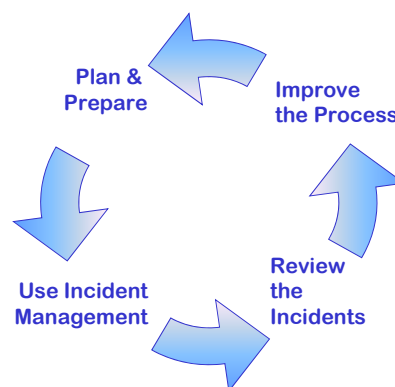 Plan &
Prepare
Improve
the Process
Use Incident
Management
Review
the
Incidents